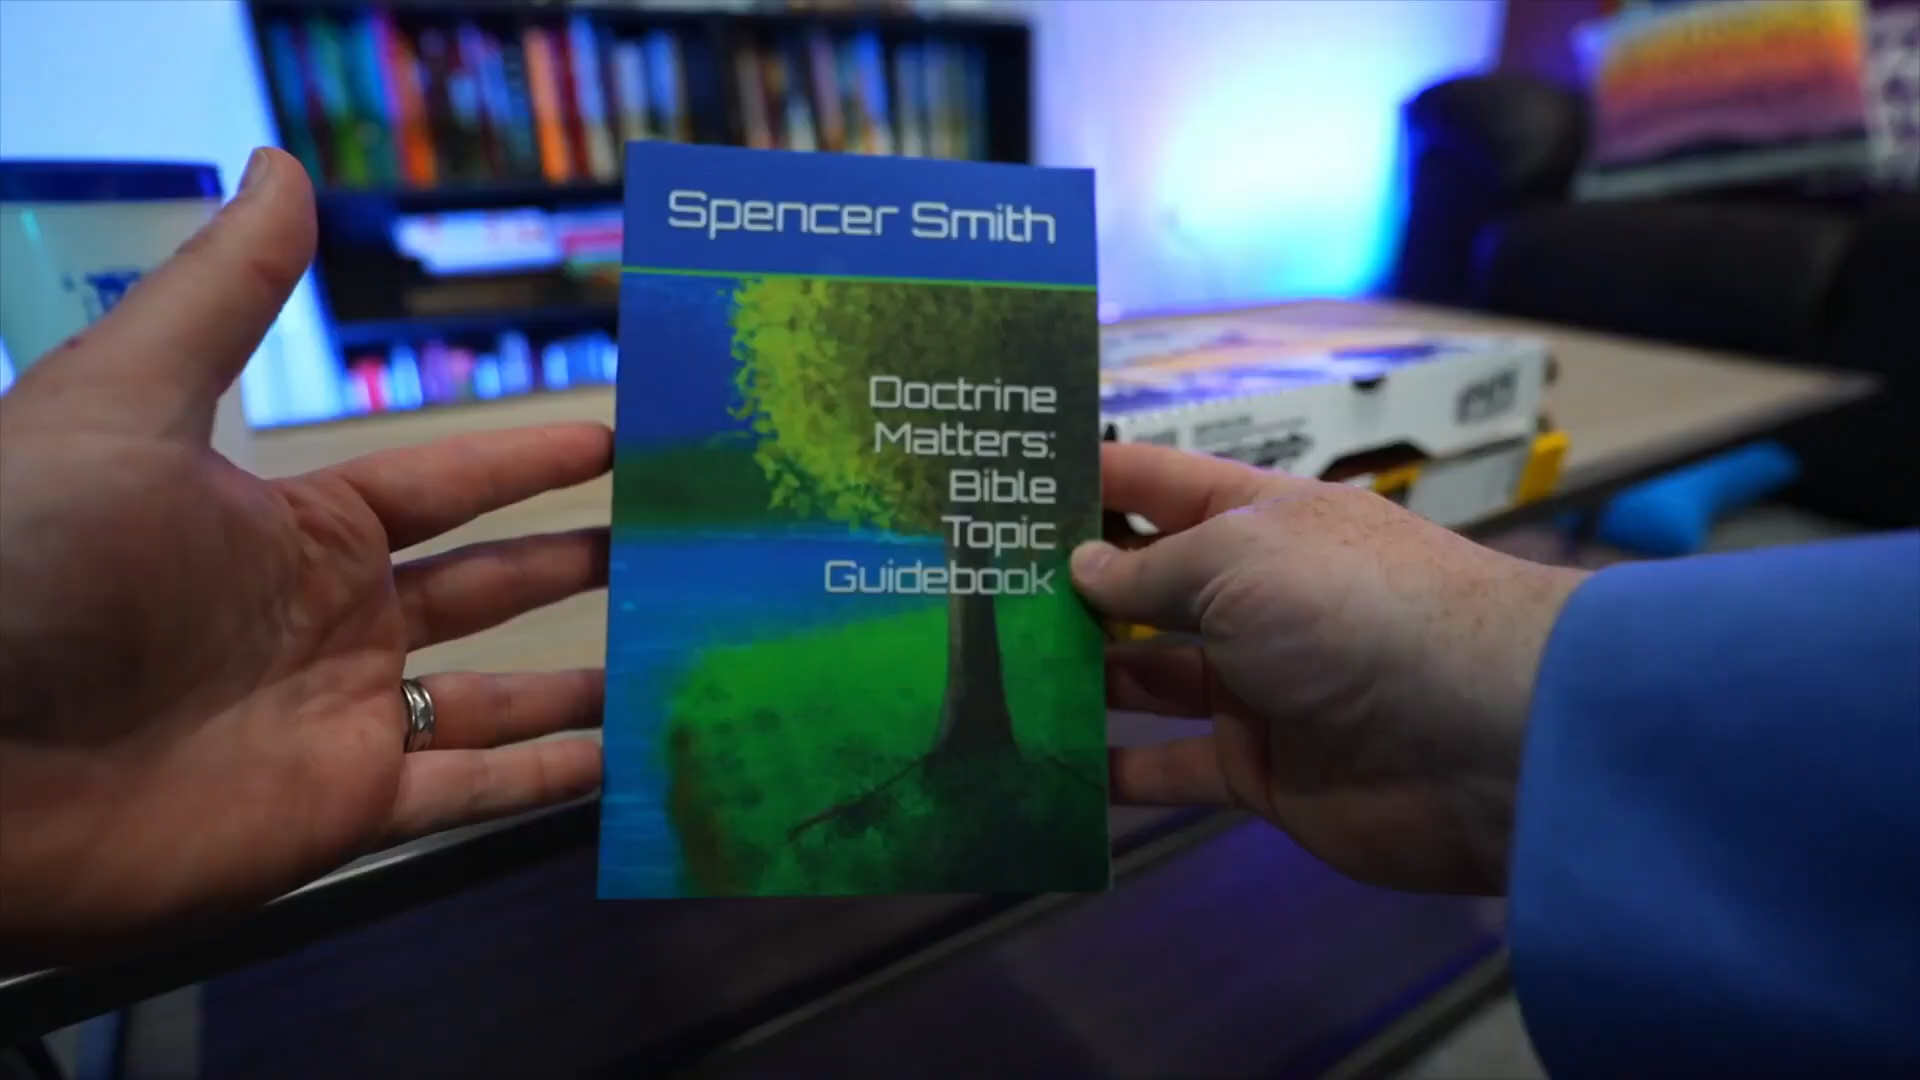 Spencer Smith
Doctrine
Matters:
Bible
Topic
Guidebook